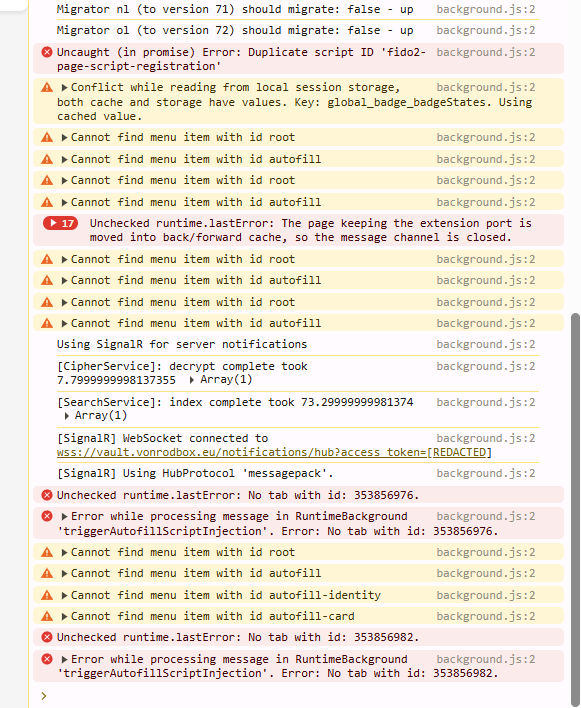 Migrator nl (to version 71) should migrate: false - up background.js:2
Migrator ol (to version 72) should migrate: false - up background.js:2
Uncaught (in promise) Error: Duplicate script ID 'fido2- background.js:2
page-script-registration'
Conflict while reading from local session storage, background.js:2
both cache and storage have values. Key: global_badge_badgeStates. Using
cached value.
Cannot find menu item with id root background.js:2
Cannot find menu item with id autofill background.js:2
Cannot find menu item with id root background.js:2
Cannot find menu item with id autofill background.js:2
17 Unchecked runtime.lastError: The page keeping the extension port is
moved into back/forward cache, so the message channel is closed.
Cannot find menu item with id root background.js:2
Cannot find menu item with id autofill background.js:2
Cannot find menu item with id root background.js:2
Cannot find menu item with id autofill background.js:2
Using SignalR for server notifications background.js:2
[CipherService]: decrypt complete took background.js:2
7.7999999998137355 ▶ Array(1)
[SearchService]: index complete took 73.29999999981374 background.js:2
▶ Array(1)
[SignalR] WebSocket connected to background.js:2
wss://vault.vonrodbox.eu/notifications/hub?access_token=[REDACTED]
[SignalR] Using HubProtocol 'messagepack'. background.js:2
Unchecked runtime.lastError: No tab with id: 353856976. background.js:2
Error while processing message in RuntimeBackground background.js:2
'triggerAutofillScriptInjection'. Error: No tab with id: 353856976.
Cannot find menu item with id root background.js:2
Cannot find menu item with id autofill background.js:2
Cannot find menu item with id autofill-identity background.js:2
Cannot find menu item with id autofill-card background.js:2
Unchecked runtime.lastError: No tab with id: 353856982. background.js:2
Error while processing message in RuntimeBackground background.js:2
'triggerAutofillScriptInjection'. Error: No tab with id: 353856982.